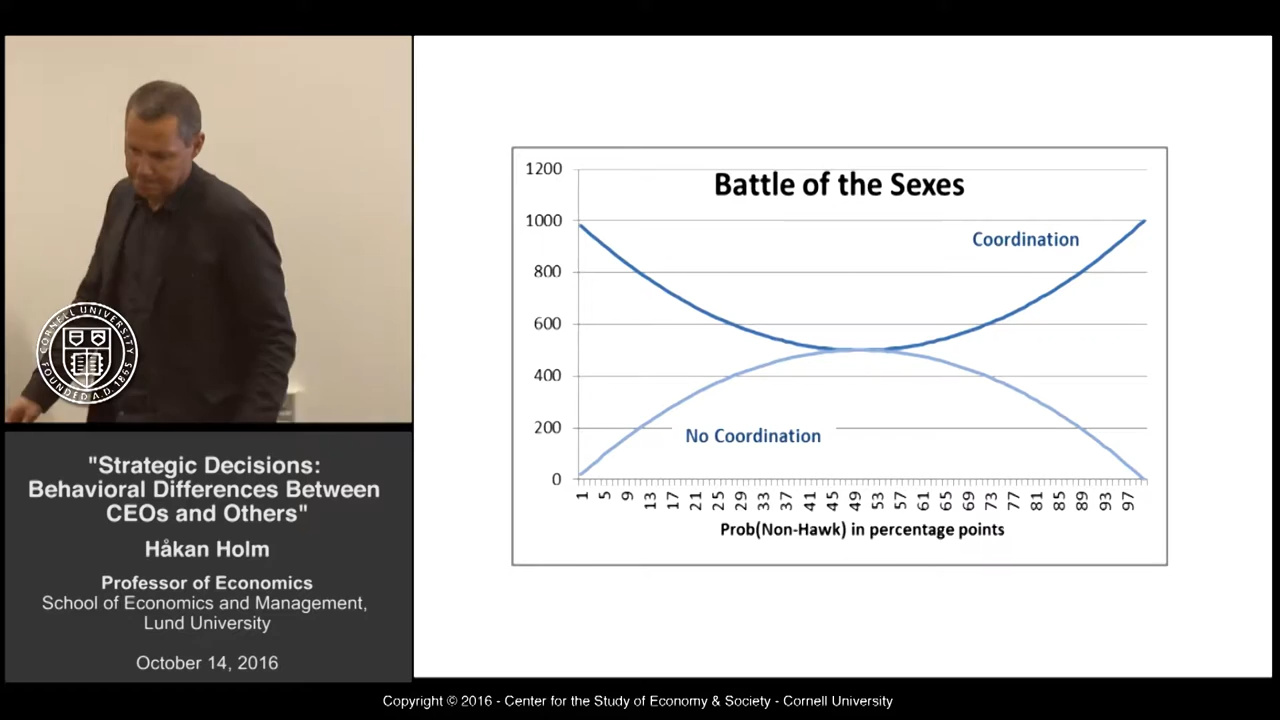 CORNELL UNIVERSITY
FOUNDED A.D. 1865
"Strategic Decisions:
Behavioral Differences Between
CEOs and Others"
Håkan Holm
Professor of Economics
School of Economics and Management,
Lund University
October 14, 2016
Battle of the Sexes
1200
1000
800
600
400
200
0
Coordination
No Coordination
1 5 9 13 17 21 25 29 33 37 41 45 49 53 57 61 65 69 73 77 81 85 89 93 97
Prob(Non-Hawk) in percentage points
Copyright © 2016 - Center for the Study of Economy & Society - Cornell University